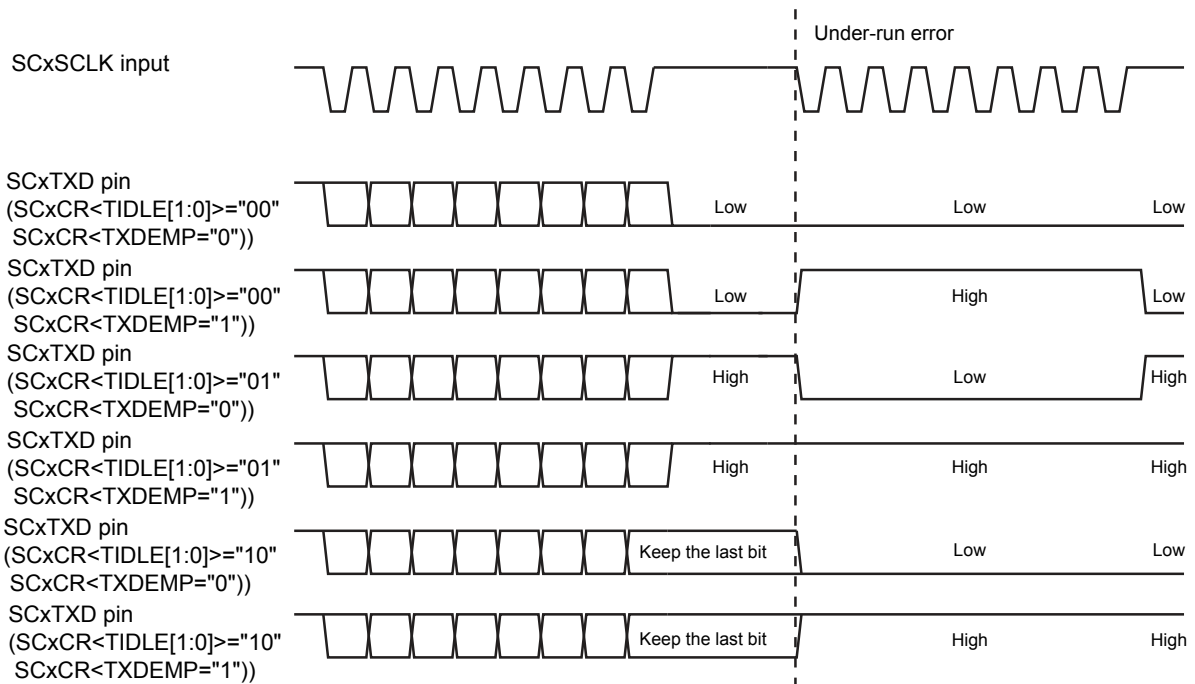 Under-run error
SCxSCLK input
SCxTXD pin
(SCxCR<TIDLE[1:0]>="00"
SCxCR<TXDEMP="0"))
Low
Low
Low
SCxTXD pin
(SCxCR<TIDLE[1:0]>="00"
SCxCR<TXDEMP="1"))
Low
High
Low
SCxTXD pin
(SCxCR<TIDLE[1:0]>="01"
SCxCR<TXDEMP="0"))
High
Low
High
SCxTXD pin
(SCxCR<TIDLE[1:0]>="01"
SCxCR<TXDEMP="1"))
High
High
High
SCxTXD pin
(SCxCR<TIDLE[1:0]>="10"
SCxCR<TXDEMP="0"))
Keep the last bit
Low
Low
SCxTXD pin
(SCxCR<TIDLE[1:0]>="10"
SCxCR<TXDEMP="1"))
Keep the last bit
High
High